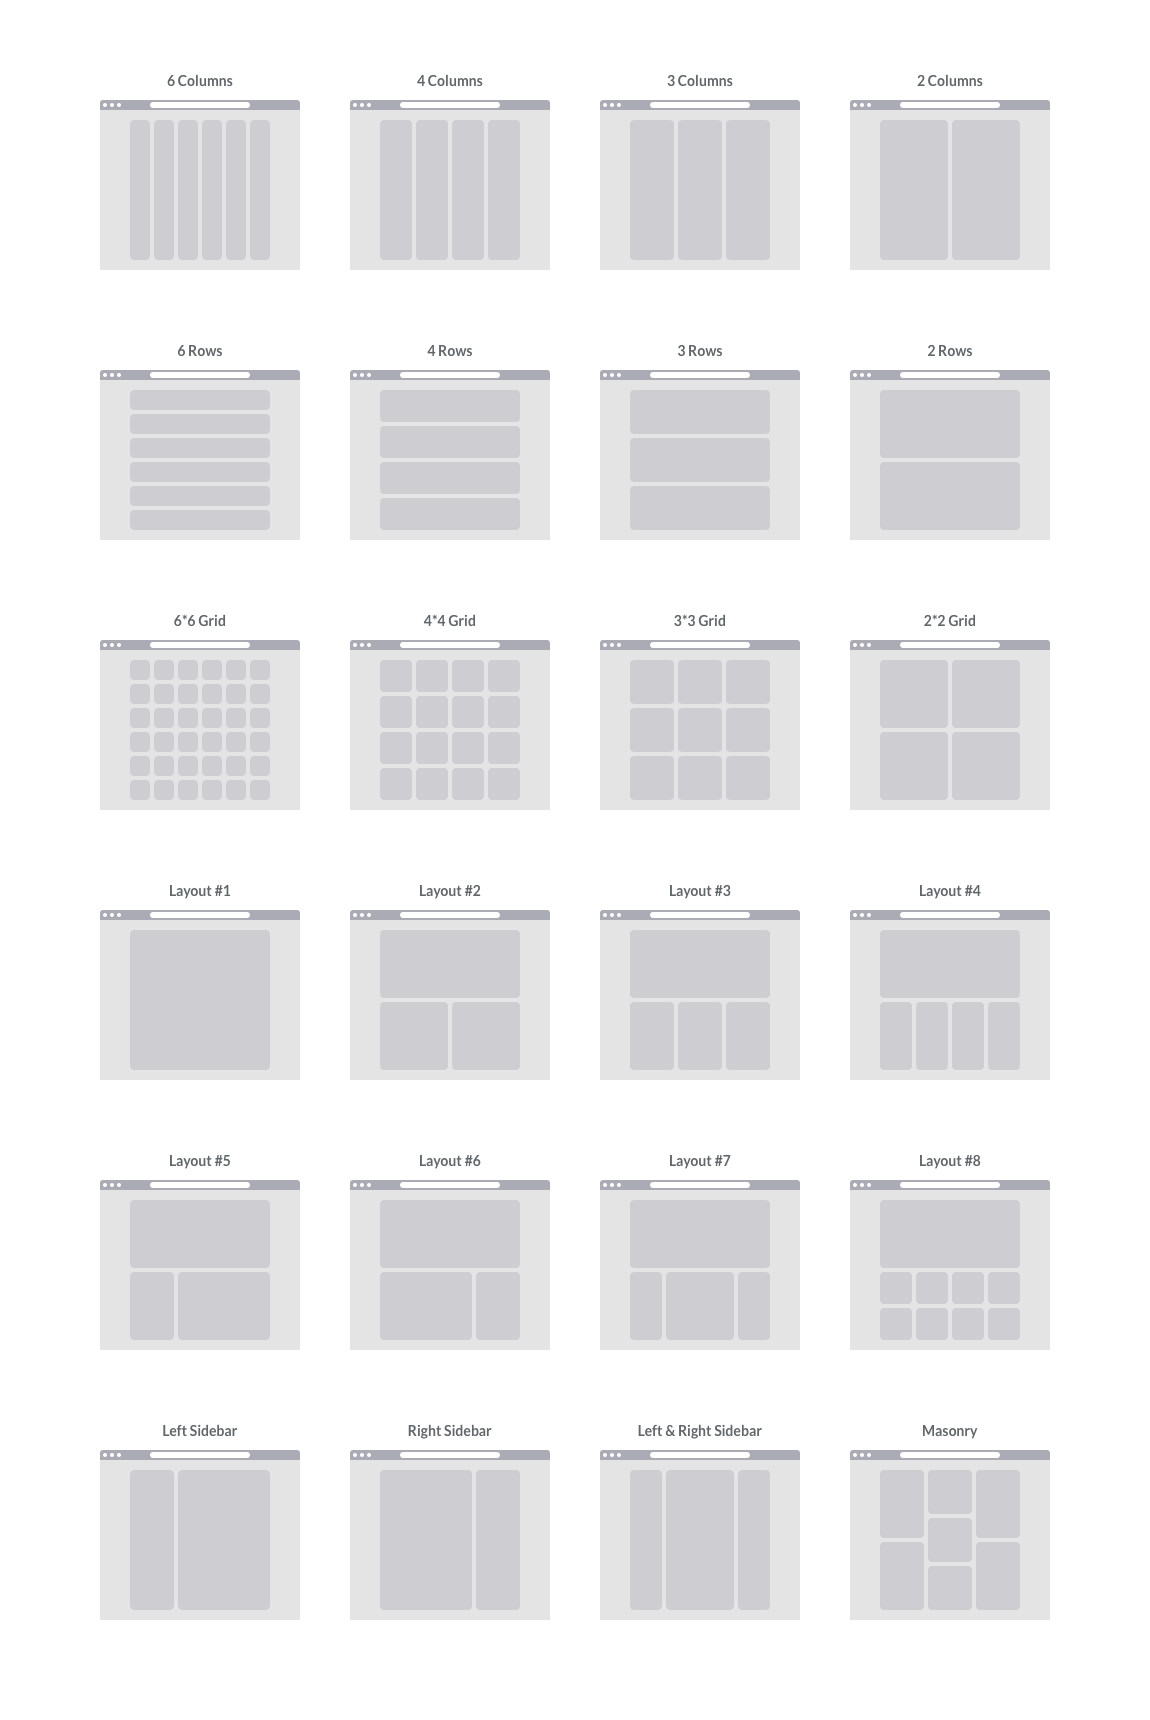 6 Columns
4 Columns
3 Columns
2 Columns
6 Rows
4 Rows
3 Rows
2 Rows
6*6 Grid
4*4 Grid
3*3 Grid
2*2 Grid
Layout #1
Layout #2
Layout #3
Layout #4
Layout #5
Layout #6
Layout #7
Layout #8
Left Sidebar
Right Sidebar
Left & Right Sidebar
Masonry